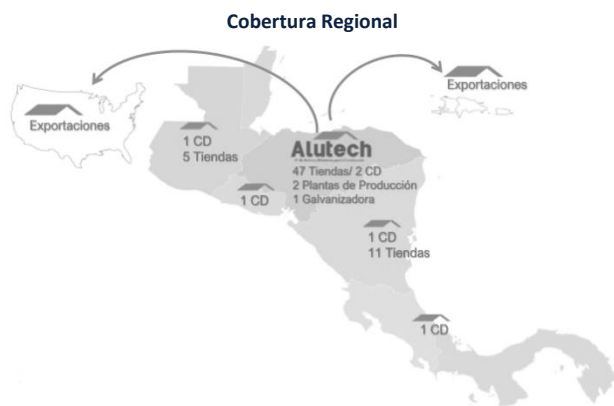 Cobertura Regional
Exportaciones
Exportaciones
1 CD
5 Tiendas
Alutech
47 Tiendas/ 2 CD
2 Plantas de Producción
1 Galvanizadora
1 CD
1 CD
11 Tiendas
1 CD